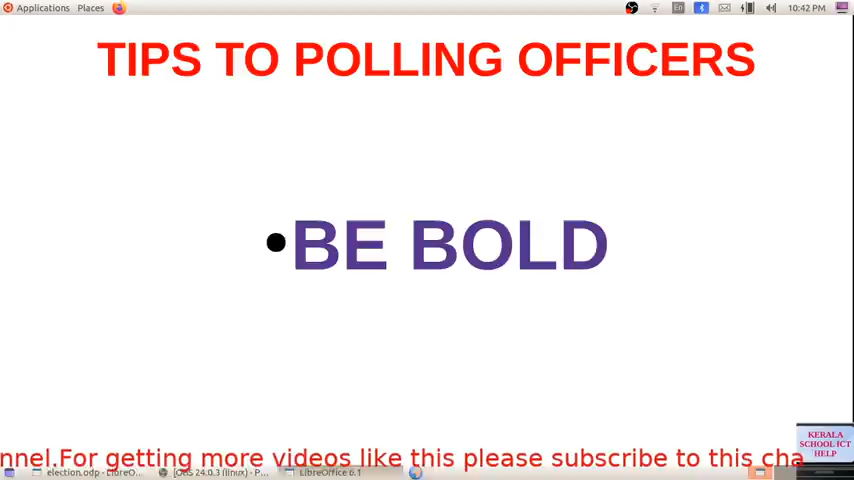 Applications Places En 10:42 PM
TIPS TO POLLING OFFICERS
•BE BOLD
KERALA
SCHOOL ICT
HELP
nnel.For getting more videos like this please subscribe to this cha
election.odp - LibreO... [OBS 24.0.3 (linux) - P... LibreOffice 6.1